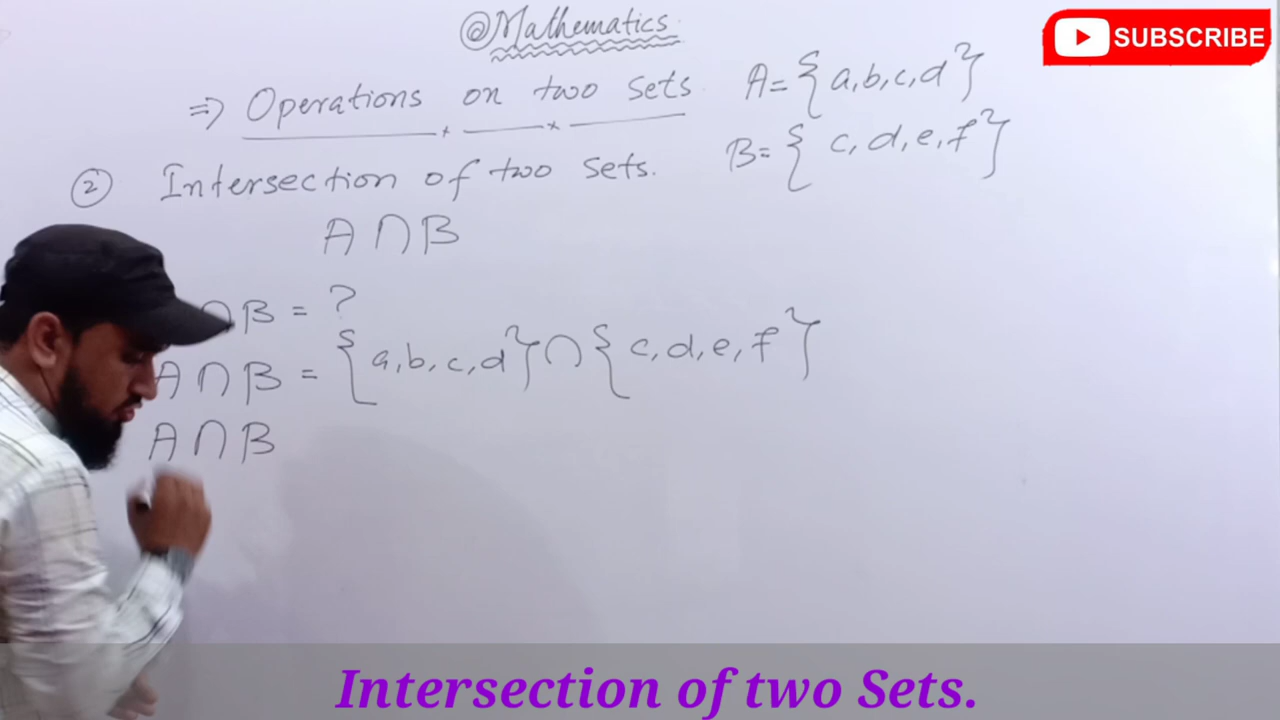 @Mathematics
SUBSCRIBE
⇒ Operations on two sets
A = {a, b, c, d}
② Intersection of two sets.
B = {c, d, e, f}
A ∩ B
∩ B = ?
A ∩ B = {a, b, c, d} ∩ {c, d, e, f}
A ∩ B
Intersection of two Sets.